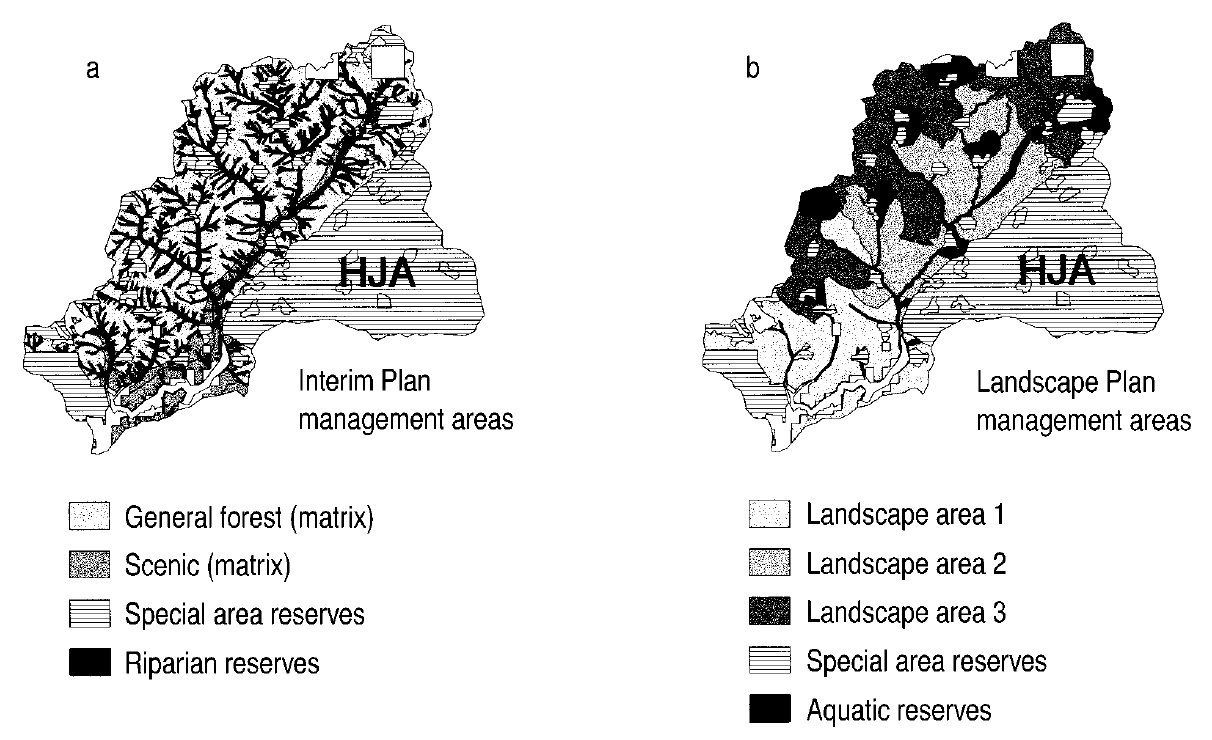 a
HJA
Interim Plan
management areas
General forest (matrix)
Scenic (matrix)
Special area reserves
Riparian reserves
b
HJA
Landscape Plan
management areas
Landscape area 1
Landscape area 2
Landscape area 3
Special area reserves
Aquatic reserves